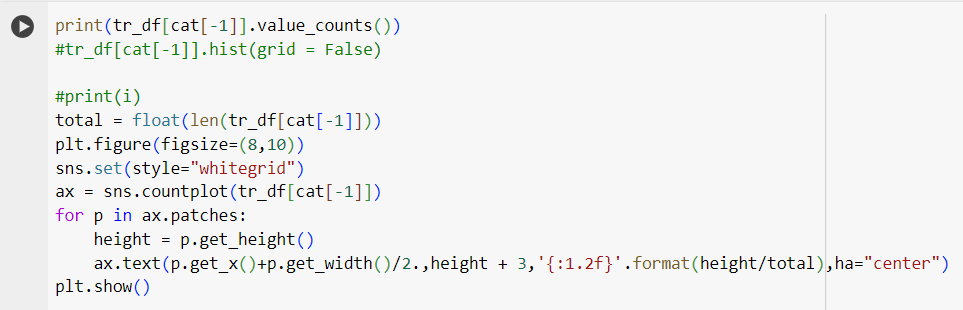 print(tr_df[cat[-1]].value_counts())
#tr_df[cat[-1]].hist(grid = False)
#print(i)
total = float(len(tr_df[cat[-1]]))
plt.figure(figsize=(8,10))
sns.set(style="whitegrid")
ax = sns.countplot(tr_df[cat[-1]])
for p in ax.patches:
    height = p.get_height()
    ax.text(p.get_x()+p.get_width()/2.,height + 3,'{:1.2f}'.format(height/total),ha="center")
plt.show()